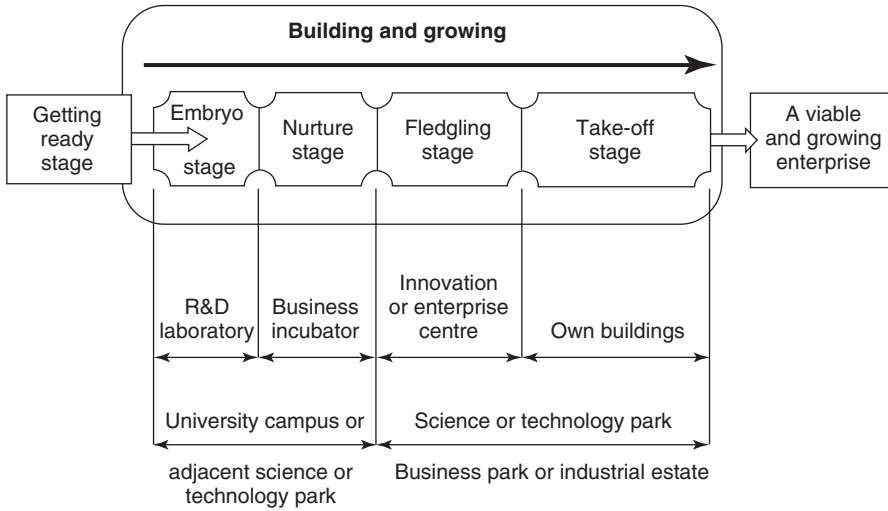 Building and growing
Getting
ready
stage
Embryo
stage
Nurture
stage
Fledgling
stage
Take-off
stage
A viable
and growing
enterprise
R&D
laboratory
Business
incubator
Innovation
or enterprise
centre
Own buildings
University campus or
adjacent science or
technology park
Science or technology park
Business park or industrial estate